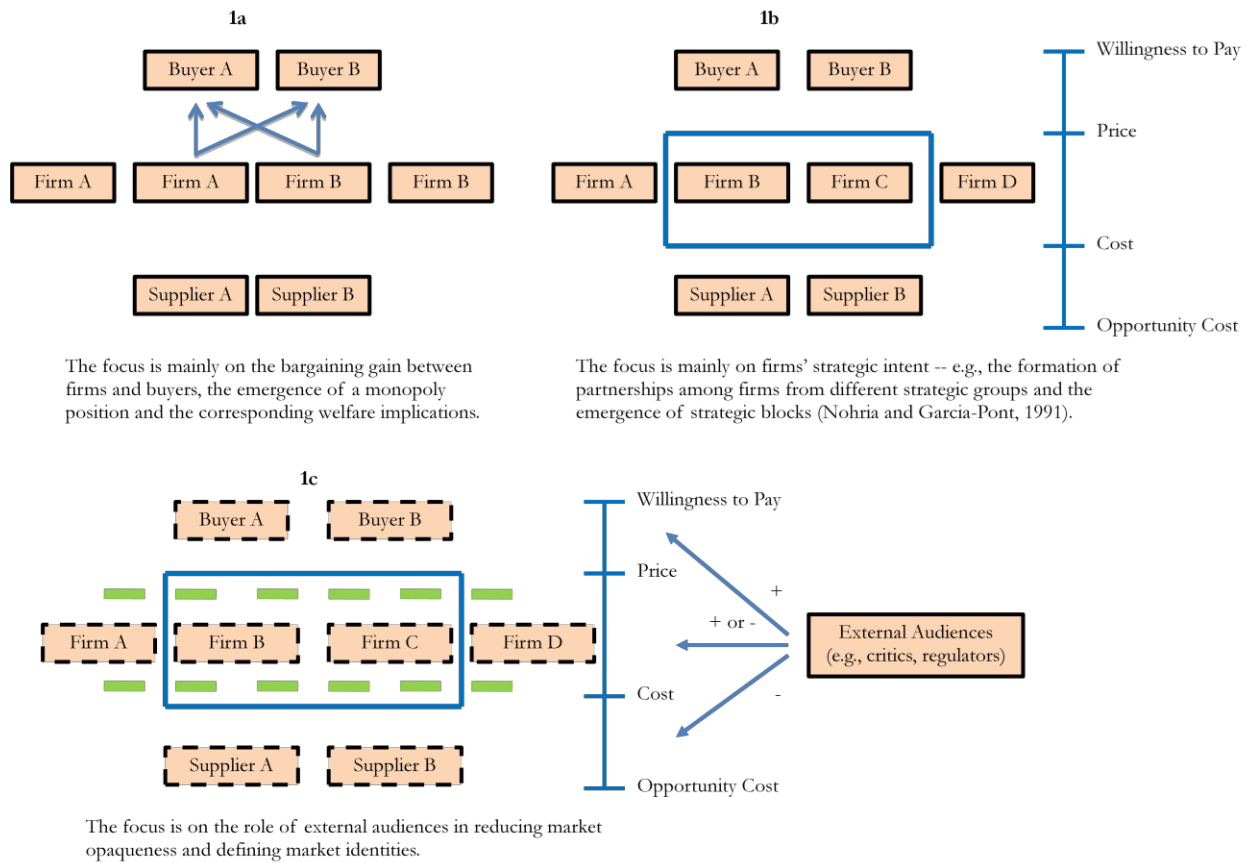 1a
Buyer A
Buyer B
Firm A
Firm A
Firm B
Firm B
Supplier A
Supplier B
The focus is mainly on the bargaining gain between
firms and buyers, the emergence of a monopoly
position and the corresponding welfare implications.
1b
Buyer A
Buyer B
Firm A
Firm B
Firm C
Firm D
Supplier A
Supplier B
Willingness to Pay
Price
Cost
Opportunity Cost
The focus is mainly on firms' strategic intent -- e.g., the formation of
partnerships among firms from different strategic groups and the
emergence of strategic blocks (Nohria and Garcia-Pont, 1991).
1c
Buyer A
Buyer B
Firm A
Firm B
Firm C
Firm D
Supplier A
Supplier B
Willingness to Pay
Price
Cost
Opportunity Cost
+
+ or -
-
External Audiences
(e.g., critics, regulators)
The focus is on the role of external audiences in reducing market
opaqueness and defining market identities.